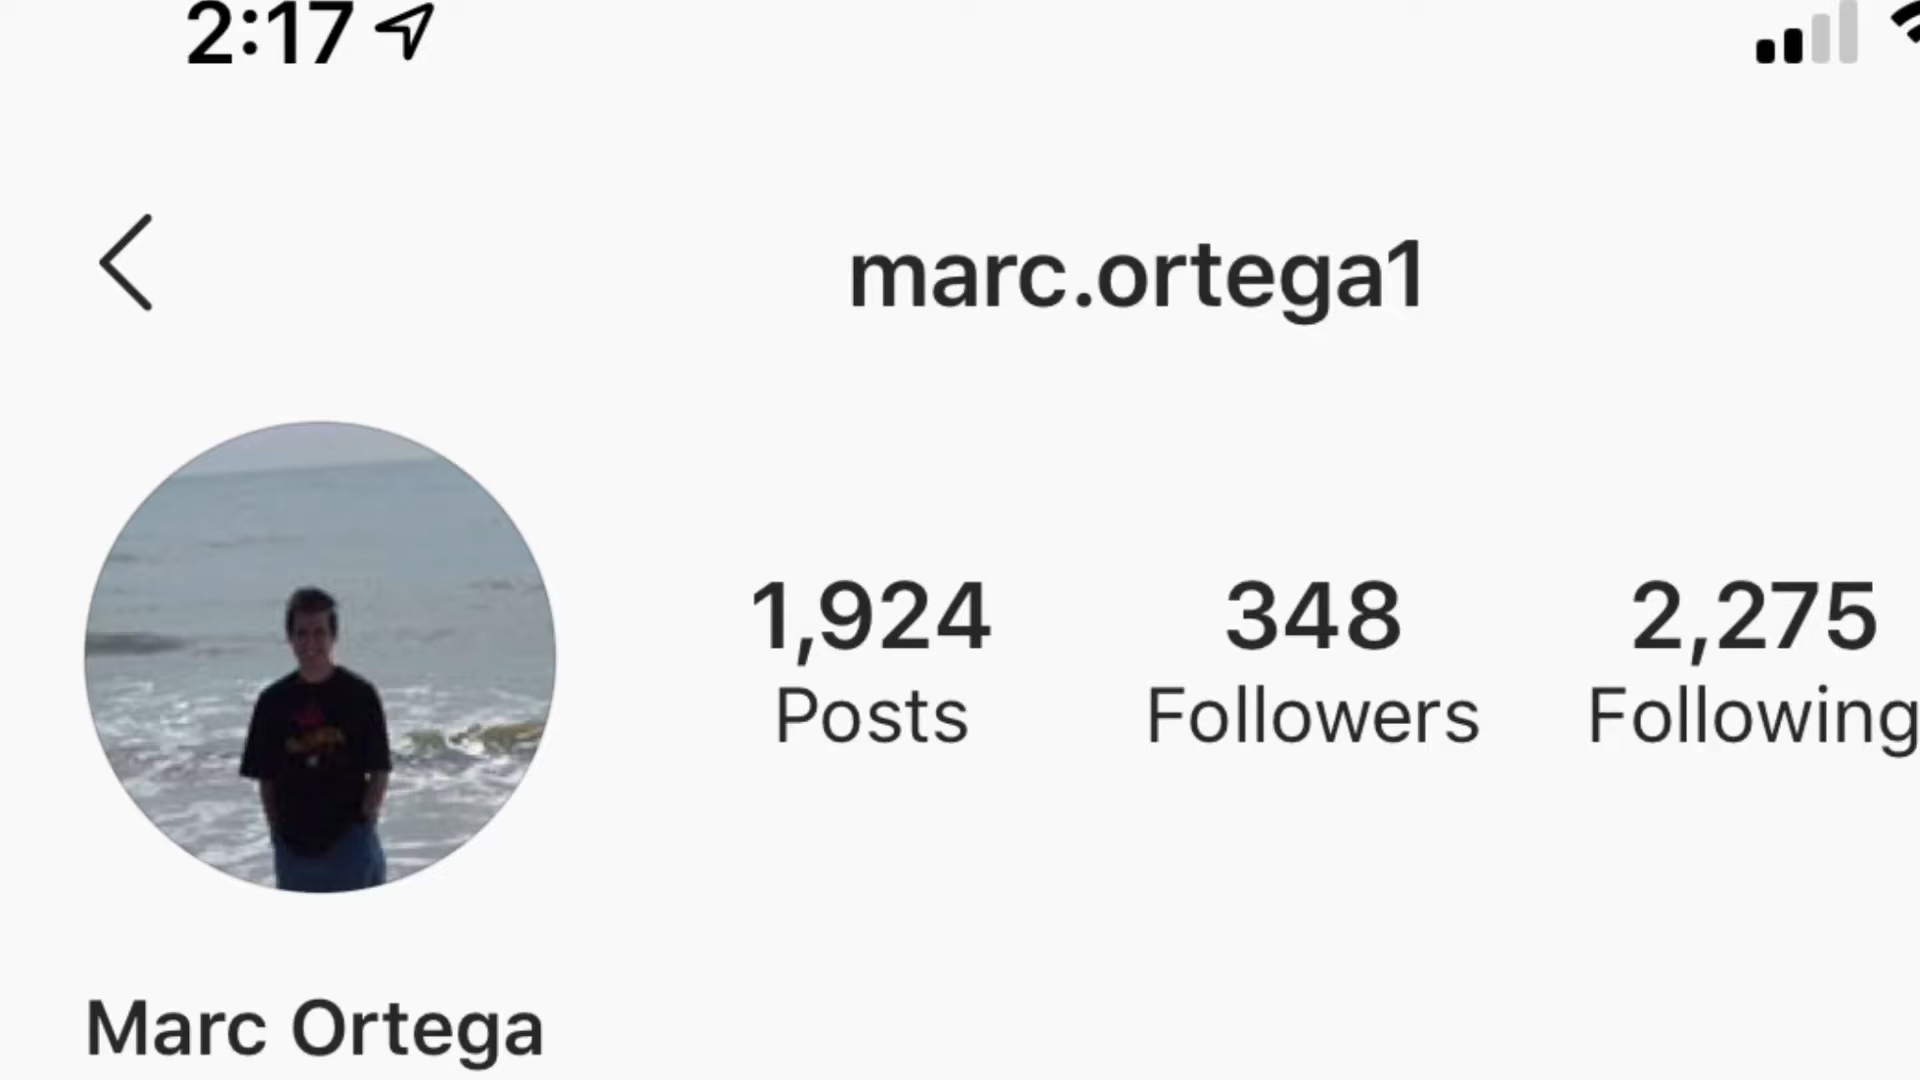 2:17
marc.ortega1
1,924 348 2,275
Posts Followers Following
Marc Ortega